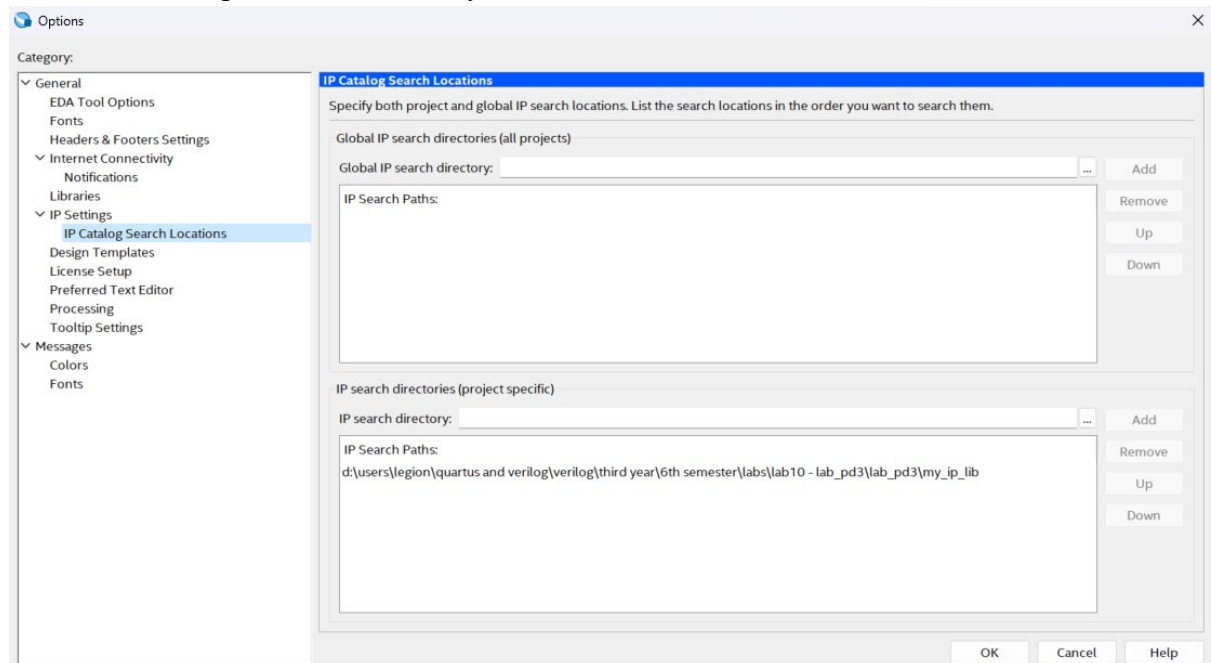 Options
Category:
General
EDA Tool Options
Fonts
Headers & Footers Settings
Internet Connectivity
Notifications
Libraries
IP Settings
IP Catalog Search Locations
Design Templates
License Setup
Preferred Text Editor
Processing
Tooltip Settings
Messages
Colors
Fonts
IP Catalog Search Locations
Specify both project and global IP search locations. List the search locations in the order you want to search them.
Global IP search directories (all projects)
Global IP search directory:
... Add
IP Search Paths:
Remove
Up
Down
IP search directories (project specific)
IP search directory:
... Add
IP Search Paths:
d:\users\legion\quartus and verilog\verilog\third year\6th semester\labs\lab10 - lab_pd3\lab_pd3\my_ip_lib
Remove
Up
Down
OK Cancel Help